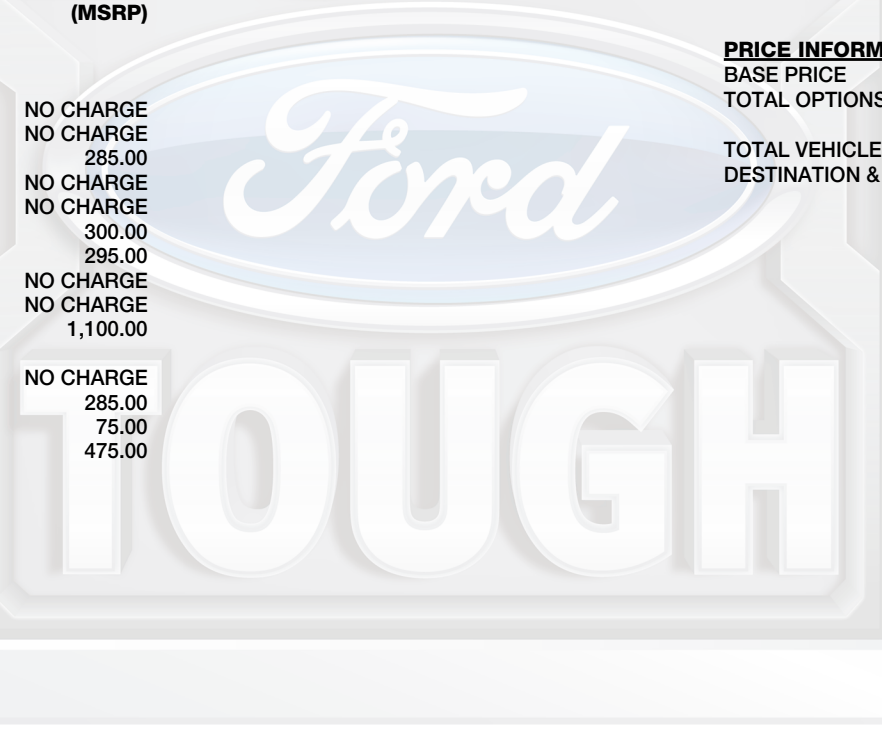 (MSRP)
NO CHARGE
NO CHARGE
285.00
NO CHARGE
NO CHARGE
300.00
295.00
NO CHARGE
NO CHARGE
1,100.00
NO CHARGE
285.00
75.00
475.00
PRICE INFORM
BASE PRICE
TOTAL OPTIONS
TOTAL VEHICLE
DESTINATION &
Ford
TOUGH